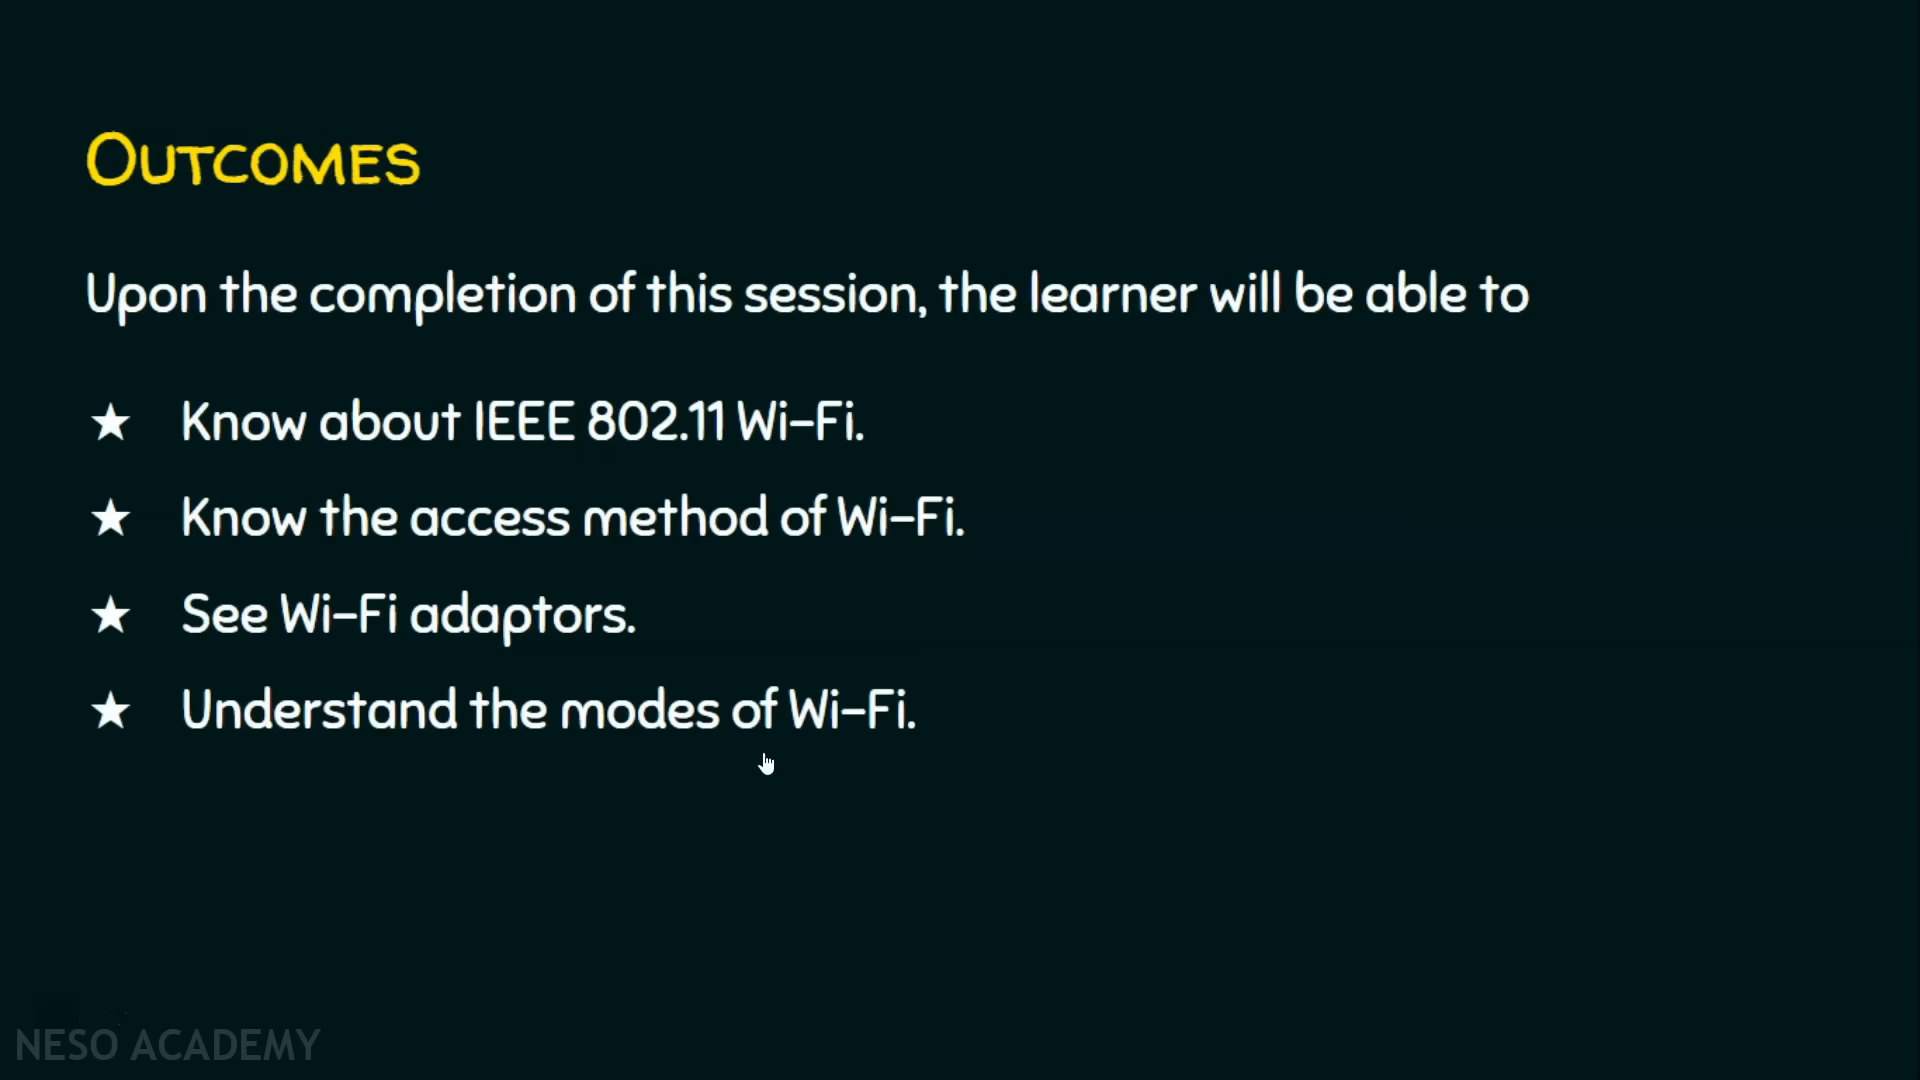 OUTCOMES
Upon the completion of this session, the learner will be able to
★ Know about IEEE 802.11 Wi-Fi.
★ Know the access method of Wi-Fi.
★ See Wi-Fi adaptors.
★ Understand the modes of Wi-Fi.
NESO ACADEMY